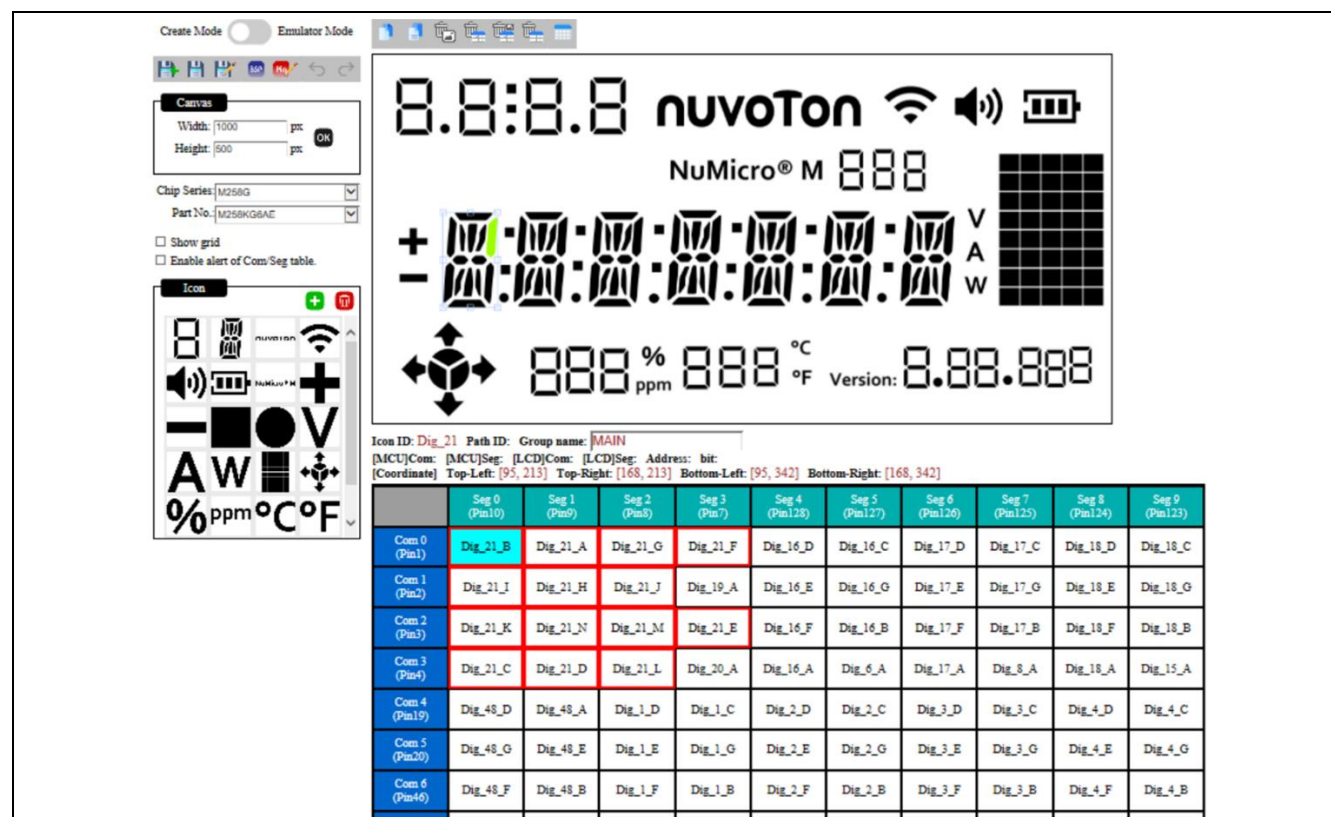 Create Mode Emulator Mode
Canvas
Width: 1000 px
OK
Height: 500 px
Chip Series: M258G
Part No.: M258KG6AE
Show grid
Enable alert of Com/Seg table.
Icon
nuvoTon
NuMicro® M
V
A
W
% ppm °C °F
8.8:8.8 nuvoTon
NuMicro® M 888
+
-
V
A
W
888 % ppm 888 °C °F Version: 8.88.888
Icon ID: Dig_21 Path ID: Group name: MAIN
[MCU]Com: [MCU]Seg: [LCD]Com: [LCD]Seg: Address: bit:
[Coordinate] Top-Left: [95, 213] Top-Right: [168, 213] Bottom-Left: [95, 342] Bottom-Right: [168, 342]
Seg 0 Seg 1 Seg 2 Seg 3 Seg 4 Seg 5 Seg 6 Seg 7 Seg 8 Seg 9
(Pin10) (Pin9) (Pin8) (Pin7) (Pin128) (Pin127) (Pin126) (Pin125) (Pin124) (Pin123)
Com 0 (Pin1) Dig_21_B Dig_21_A Dig_21_G Dig_21_F Dig_16_D Dig_16_C Dig_17_D Dig_17_C Dig_18_D Dig_18_C
Com 1 (Pin2) Dig_21_I Dig_21_H Dig_21_J Dig_19_A Dig_16_E Dig_16_G Dig_17_E Dig_17_G Dig_18_E Dig_18_G
Com 2 (Pin3) Dig_21_K Dig_21_N Dig_21_M Dig_21_E Dig_16_F Dig_16_B Dig_17_F Dig_17_B Dig_18_F Dig_18_B
Com 3 (Pin4) Dig_21_C Dig_21_D Dig_21_L Dig_20_A Dig_16_A Dig_6_A Dig_17_A Dig_8_A Dig_18_A Dig_15_A
Com 4 (Pin19) Dig_48_D Dig_48_A Dig_1_D Dig_1_C Dig_2_D Dig_2_C Dig_3_D Dig_3_C Dig_4_D Dig_4_C
Com 5 (Pin20) Dig_48_G Dig_48_E Dig_1_E Dig_1_G Dig_2_E Dig_2_G Dig_3_E Dig_3_G Dig_4_E Dig_4_G
Com 6 (Pin46) Dig_48_F Dig_48_B Dig_1_F Dig_1_B Dig_2_F Dig_2_B Dig_3_F Dig_3_B Dig_4_F Dig_4_B